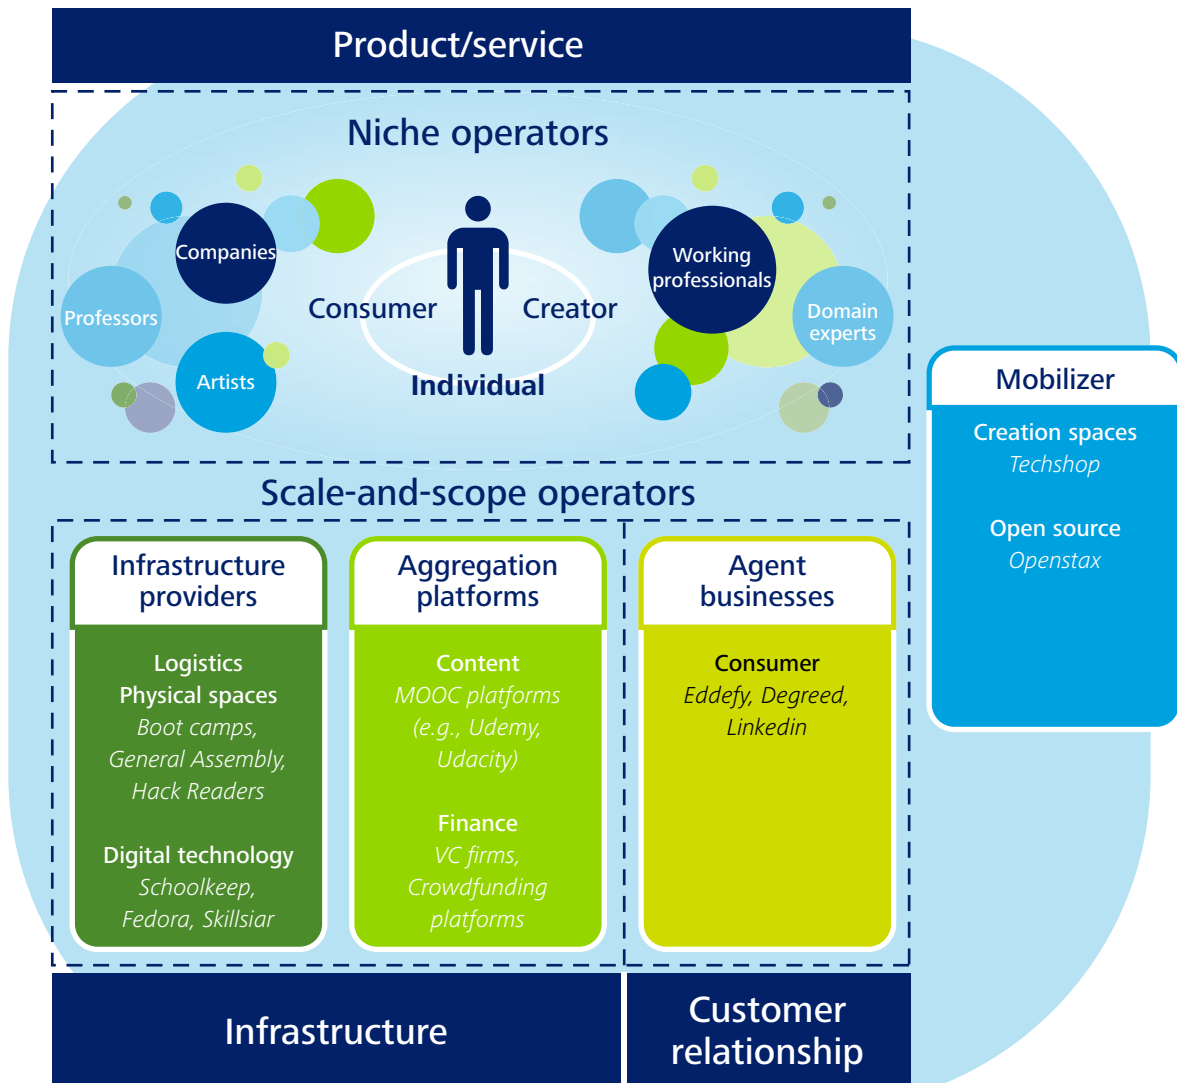 Product/service
Niche operators
Companies
Professors
Artists
Consumer
Creator
Individual
Working
professionals
Domain
experts
Mobilizer
Creation spaces
Techshop
Open source
Openstax
Scale-and-scope operators
Infrastructure
providers
Logistics
Physical spaces
Boot camps,
General Assembly,
Hack Readers
Digital technology
Schoolkeep,
Fedora, Skillsiar
Aggregation
platforms
Content
MOOC platforms
(e.g., Udemy,
Udacity)
Finance
VC firms,
Crowdfunding
platforms
Agent
businesses
Consumer
Eddefy, Degreed,
Linkedin
Infrastructure
Customer
relationship